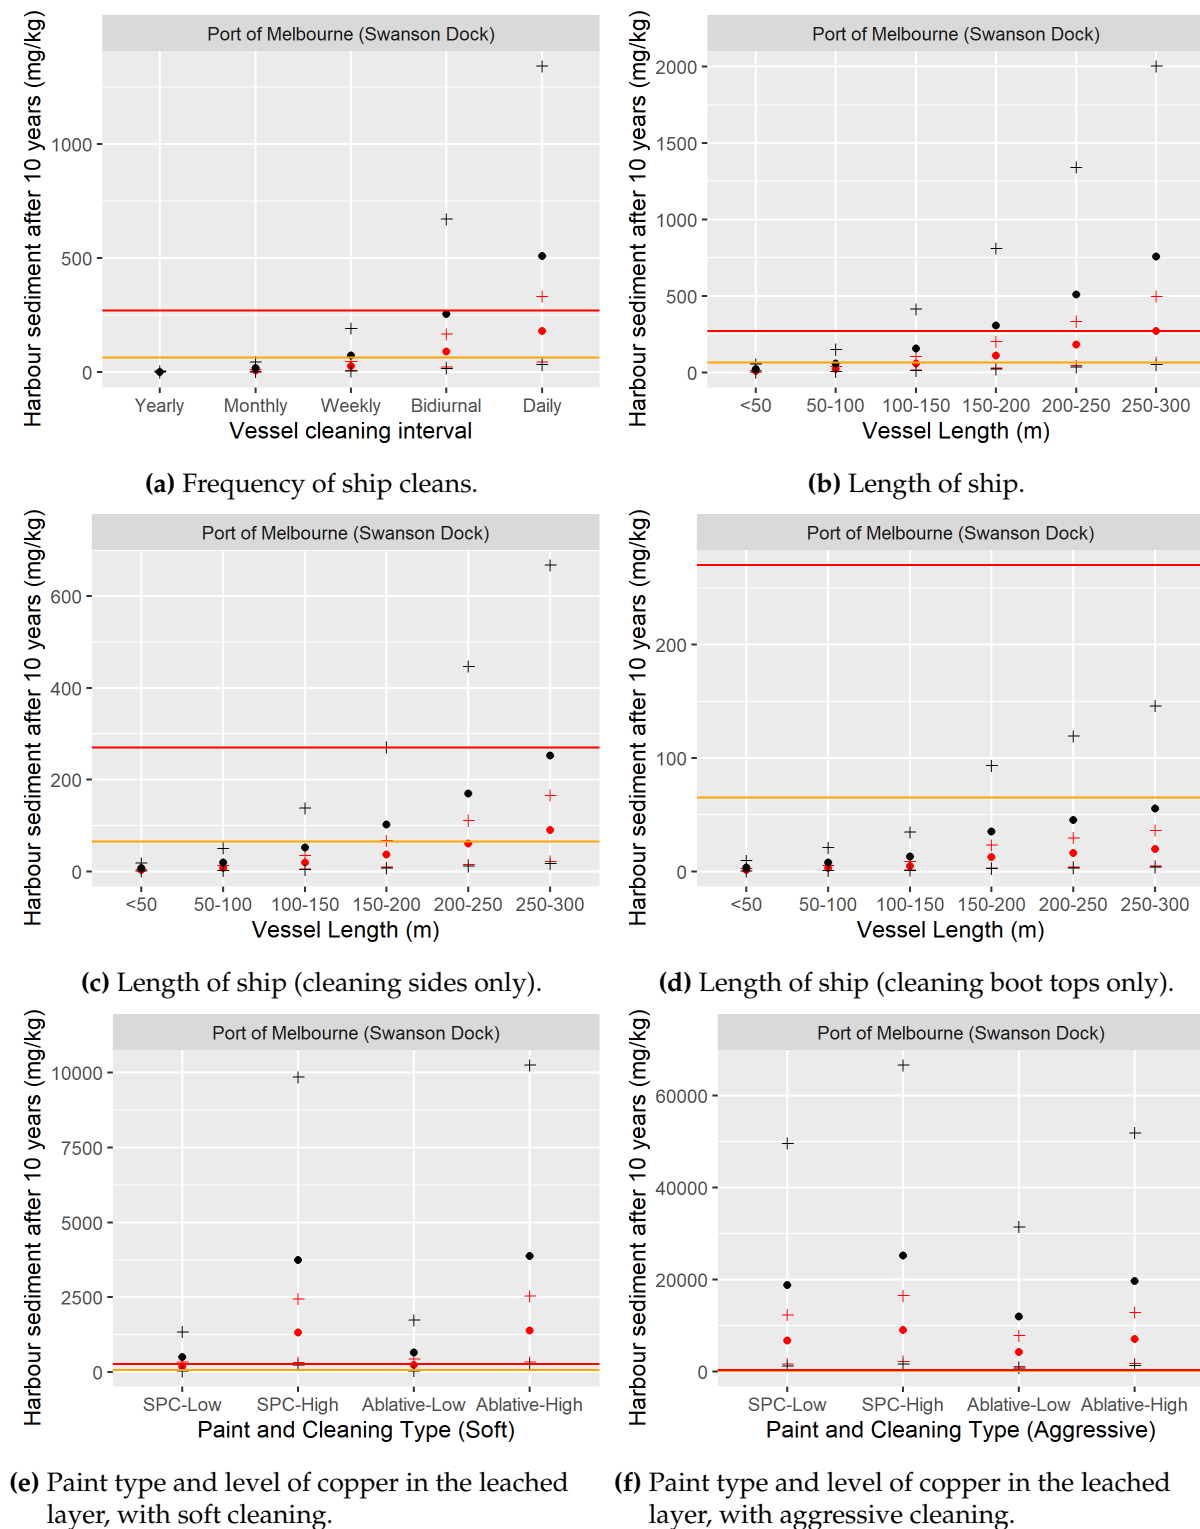 Port of Melbourne (Swanson Dock)
Harbour sediment after 10 years (mg/kg)
1000
500
0
Yearly Monthly Weekly Bidiurnal Daily
Vessel cleaning interval
(a) Frequency of ship cleans.
Port of Melbourne (Swanson Dock)
Harbour sediment after 10 years (mg/kg)
2000
1500
1000
500
0
<50 50-100 100-150 150-200 200-250 250-300
Vessel Length (m)
(b) Length of ship.
Port of Melbourne (Swanson Dock)
Harbour sediment after 10 years (mg/kg)
600
400
200
0
<50 50-100 100-150 150-200 200-250 250-300
Vessel Length (m)
(c) Length of ship (cleaning sides only).
Port of Melbourne (Swanson Dock)
Harbour sediment after 10 years (mg/kg)
200
100
0
<50 50-100 100-150 150-200 200-250 250-300
Vessel Length (m)
(d) Length of ship (cleaning boot tops only).
Port of Melbourne (Swanson Dock)
Harbour sediment after 10 years (mg/kg)
10000
7500
5000
2500
0
SPC-Low SPC-High Ablative-Low Ablative-High
Paint and Cleaning Type (Soft)
(e) Paint type and level of copper in the leached
layer, with soft cleaning.
Port of Melbourne (Swanson Dock)
Harbour sediment after 10 years (mg/kg)
60000
40000
20000
0
SPC-Low SPC-High Ablative-Low Ablative-High
Paint and Cleaning Type (Aggressive)
(f) Paint type and level of copper in the leached
layer, with aggressive cleaning.